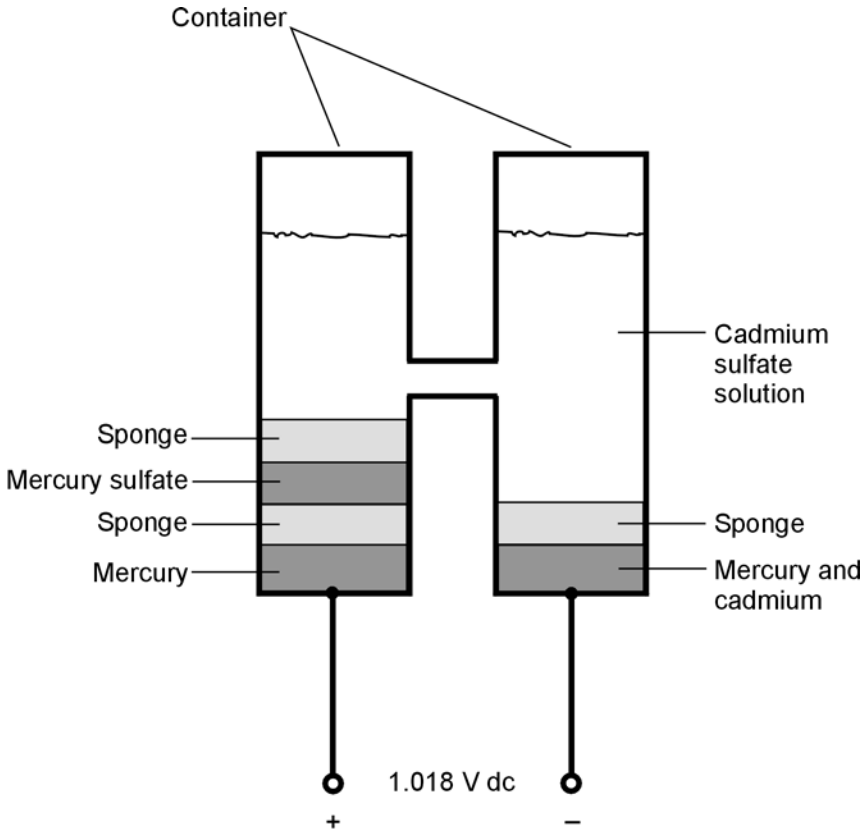 Container
Cadmium
sulfate
solution
Sponge
Mercury sulfate
Sponge
Mercury
Sponge
Mercury and
cadmium
1.018 V dc
+
–